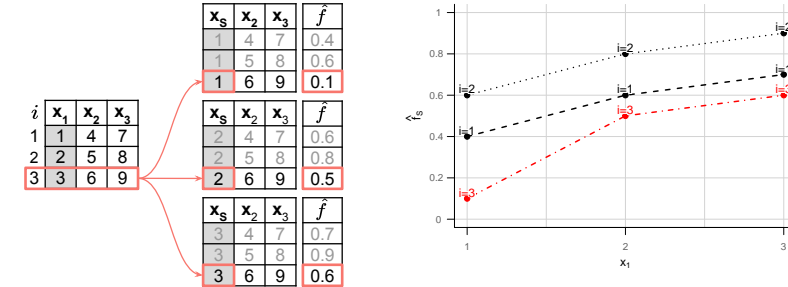 x_S x_2 x_3 f̂
1 4 7 0.4
1 5 8 0.6
1 6 9 0.1
i x_1 x_2 x_3
1 1 4 7
2 2 5 8
3 3 6 9
x_S x_2 x_3 f̂
2 4 7 0.6
2 5 8 0.8
2 6 9 0.5
x_S x_2 x_3 f̂
3 4 7 0.7
3 5 8 0.9
3 6 9 0.6
1
0.8
0.6
0.4
0.2
0
f̂_S
i=2
i=2
i=2
i=1
i=1
i=1
i=3
i=3
i=3
1 2 3
x_1